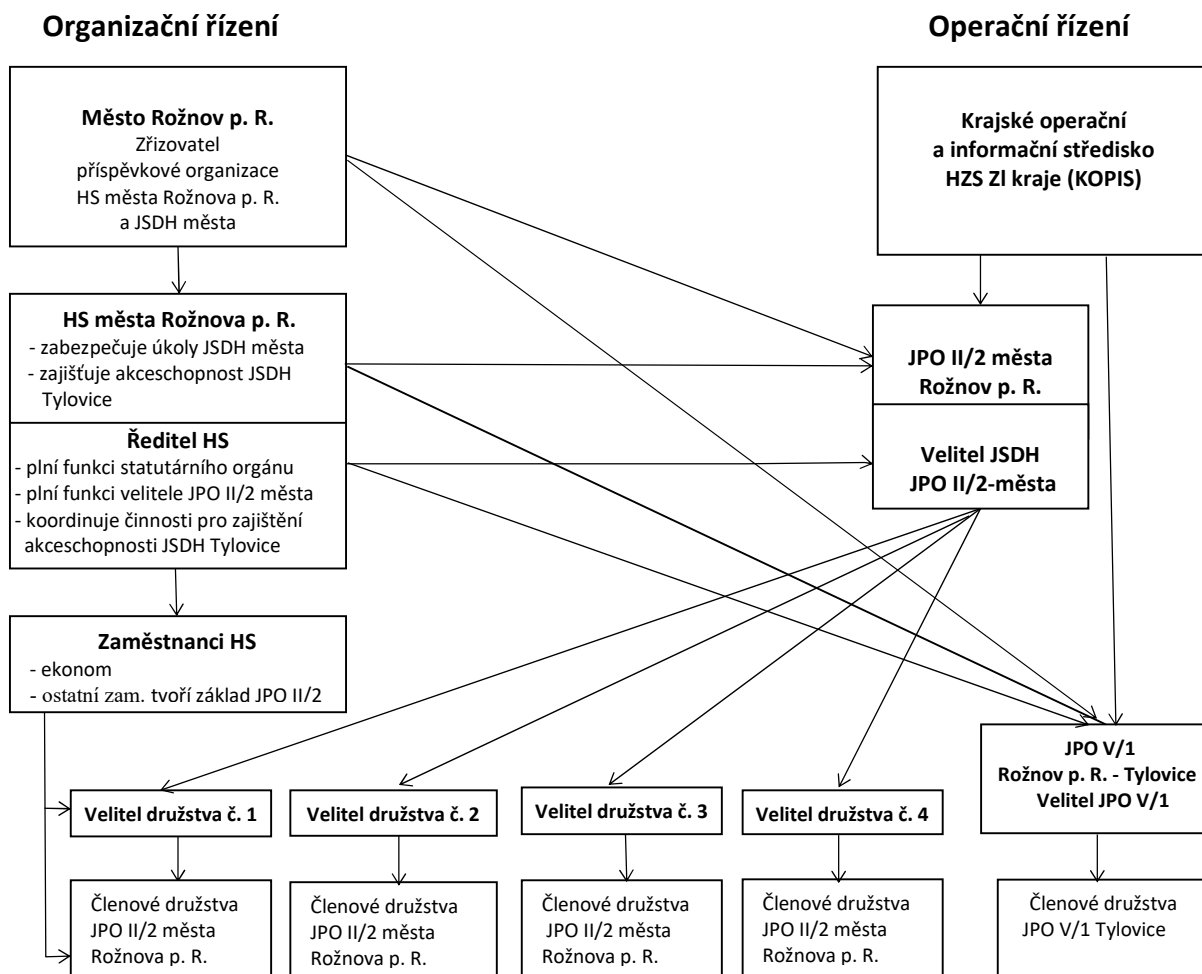 Organizační řízení
Operační řízení
Město Rožnov p. R.
Zřizovatel
příspěvkové organizace
HS města Rožnova p. R.
a JSDH města
Krajské operační
a informační středisko
HZS Zl kraje (KOPIS)
HS města Rožnova p. R.
- zabezpečuje úkoly JSDH města
- zajišťuje akceschopnost JSDH
Tylovice
JPO II/2 města
Rožnov p. R.
Ředitel HS
- plní funkci statutárního orgánu
- plní funkci velitele JPO II/2 města
- koordinuje činnosti pro zajištění
akceschopnosti JSDH Tylovice
Velitel JSDH
JPO II/2-města
Zaměstnanci HS
- ekonom
- ostatní zam. tvoří základ JPO II/2
JPO V/1
Rožnov p. R. - Tylovice
Velitel JPO V/1
Velitel družstva č. 1
Velitel družstva č. 2
Velitel družstva č. 3
Velitel družstva č. 4
Členové družstva
JPO II/2 města
Rožnova p. R.
Členové družstva
JPO II/2 města
Rožnova p. R.
Členové družstva
JPO II/2 města
Rožnova p. R.
Členové družstva
JPO II/2 města
Rožnova p. R.
Členové družstva
JPO V/1 Tylovice